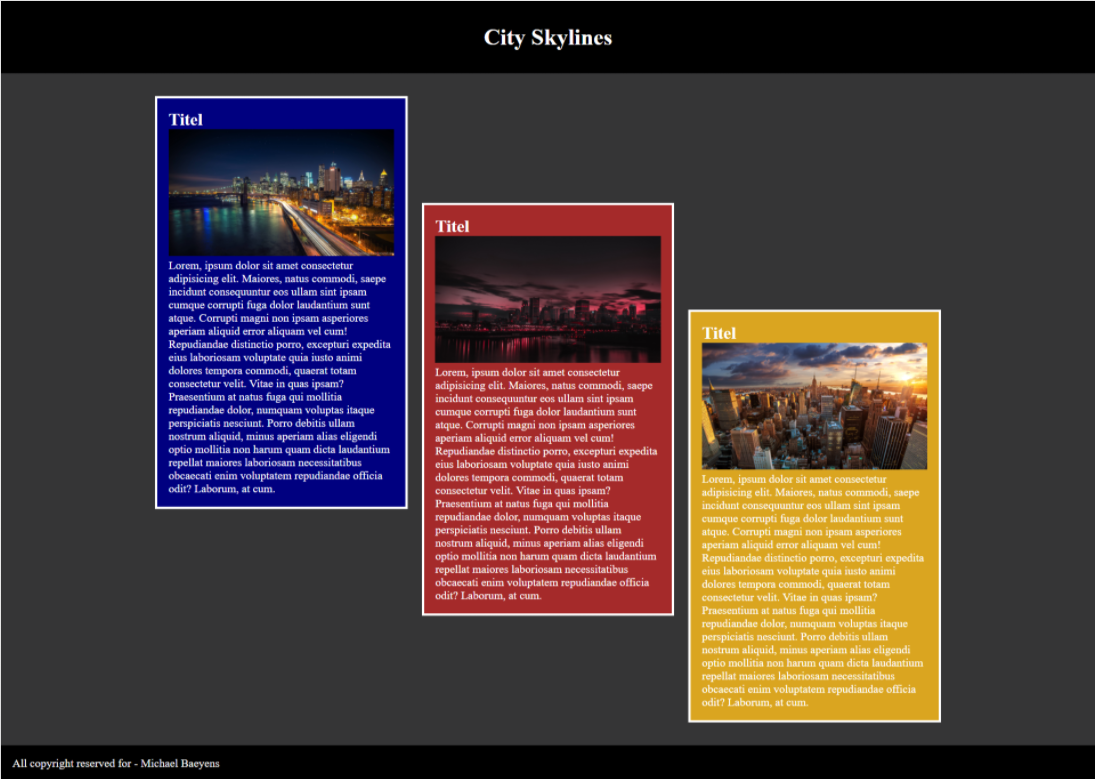 City Skylines
Titel
Lorem, ipsum dolor sit amet consectetur
adipisicing elit. Maiores, natus commodi, saepe
incidunt consequuntur eos ullam sint ipsam
cumque corrupti fuga dolor laudantium sunt
atque. Corrupti magni non ipsam asperiores
aperiam aliquid error aliquam vel cum!
Repudiandae distinctio porro, excepturi expedita
eius laboriosam voluptate quia iusto animi
dolores tempora commodi, quaerat totam
consectetur velit. Vitae in quas ipsam?
Praesentium at natus fuga qui mollitia
repudiandae dolor, numquam voluptas itaque
perspiciatis nesciunt. Porro debitis ullam
nostrum aliquid, minus aperiam alias eligendi
optio mollitia non harum quam dicta laudantium
repellat maiores laboriosam necessitatibus
obcaecati enim voluptatem repudiandae officia
odit? Laborum, at cum.
Titel
Lorem, ipsum dolor sit amet consectetur
adipisicing elit. Maiores, natus commodi, saepe
incidunt consequuntur eos ullam sint ipsam
cumque corrupti fuga dolor laudantium sunt
atque. Corrupti magni non ipsam asperiores
aperiam aliquid error aliquam vel cum!
Repudiandae distinctio porro, excepturi expedita
eius laboriosam voluptate quia iusto animi
dolores tempora commodi, quaerat totam
consectetur velit. Vitae in quas ipsam?
Praesentium at natus fuga qui mollitia
repudiandae dolor, numquam voluptas itaque
perspiciatis nesciunt. Porro debitis ullam
nostrum aliquid, minus aperiam alias eligendi
optio mollitia non harum quam dicta laudantium
repellat maiores laboriosam necessitatibus
obcaecati enim voluptatem repudiandae officia
odit? Laborum, at cum.
Titel
Lorem, ipsum dolor sit amet consectetur
adipisicing elit. Maiores, natus commodi, saepe
incidunt consequuntur eos ullam sint ipsam
cumque corrupti fuga dolor laudantium sunt
atque. Corrupti magni non ipsam asperiores
aperiam aliquid error aliquam vel cum!
Repudiandae distinctio porro, excepturi expedita
eius laboriosam voluptate quia iusto animi
dolores tempora commodi, quaerat totam
consectetur velit. Vitae in quas ipsam?
Praesentium at natus fuga qui mollitia
repudiandae dolor, numquam voluptas itaque
perspiciatis nesciunt. Porro debitis ullam
nostrum aliquid, minus aperiam alias eligendi
optio mollitia non harum quam dicta laudantium
repellat maiores laboriosam necessitatibus
obcaecati enim voluptatem repudiandae officia
odit? Laborum, at cum.
All copyright reserved for - Michael Baeyens